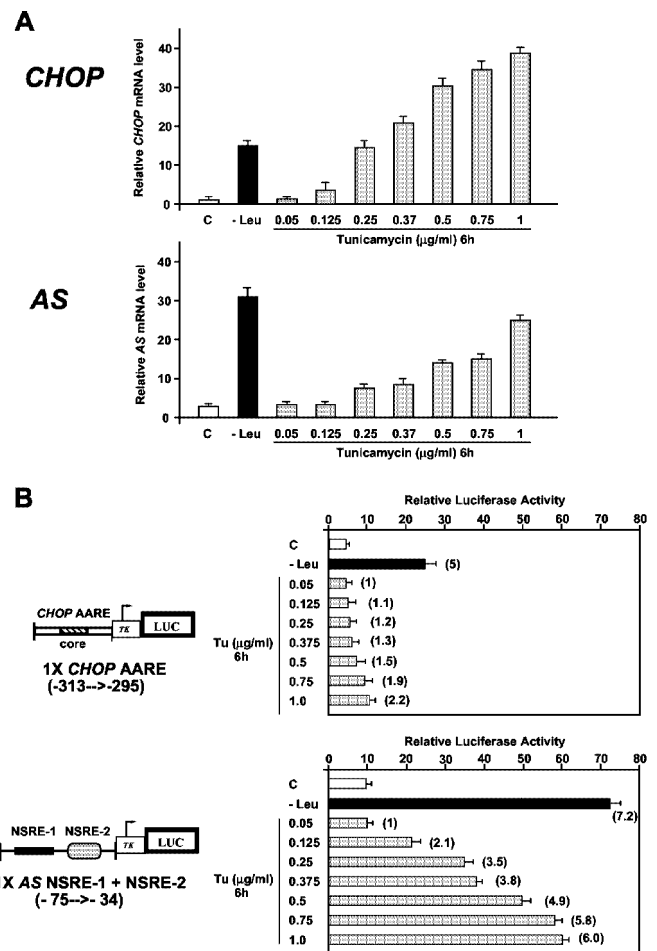 A
CHOP
Relative CHOP mRNA level
40
30
20
10
0
C - Leu 0.05 0.125 0.25 0.37 0.5 0.75 1
Tunicamycin (µg/ml) 6h
AS
Relative AS mRNA level
40
30
20
10
0
C - Leu 0.05 0.125 0.25 0.37 0.5 0.75 1
Tunicamycin (µg/ml) 6h
B
Relative Luciferase Activity
0 10 20 30 40 50 60 70 80
CHOP AARE
core
TK
LUC
1X CHOP AARE
(-313-->-295)
Tu (µg/ml)
6h
C
- Leu (5)
0.05 (1)
0.125 (1.1)
0.25 (1.2)
0.375 (1.3)
0.5 (1.5)
0.75 (1.9)
1.0 (2.2)
Relative Luciferase Activity
0 10 20 30 40 50 60 70 80
NSRE-1 NSRE-2
TK
LUC
X AS NSRE-1 + NSRE-2
(- 75-->- 34)
Tu (µg/ml)
6h
C
- Leu (7.2)
0.05 (1)
0.125 (2.1)
0.25 (3.5)
0.375 (3.8)
0.5 (4.9)
0.75 (5.8)
1.0 (6.0)